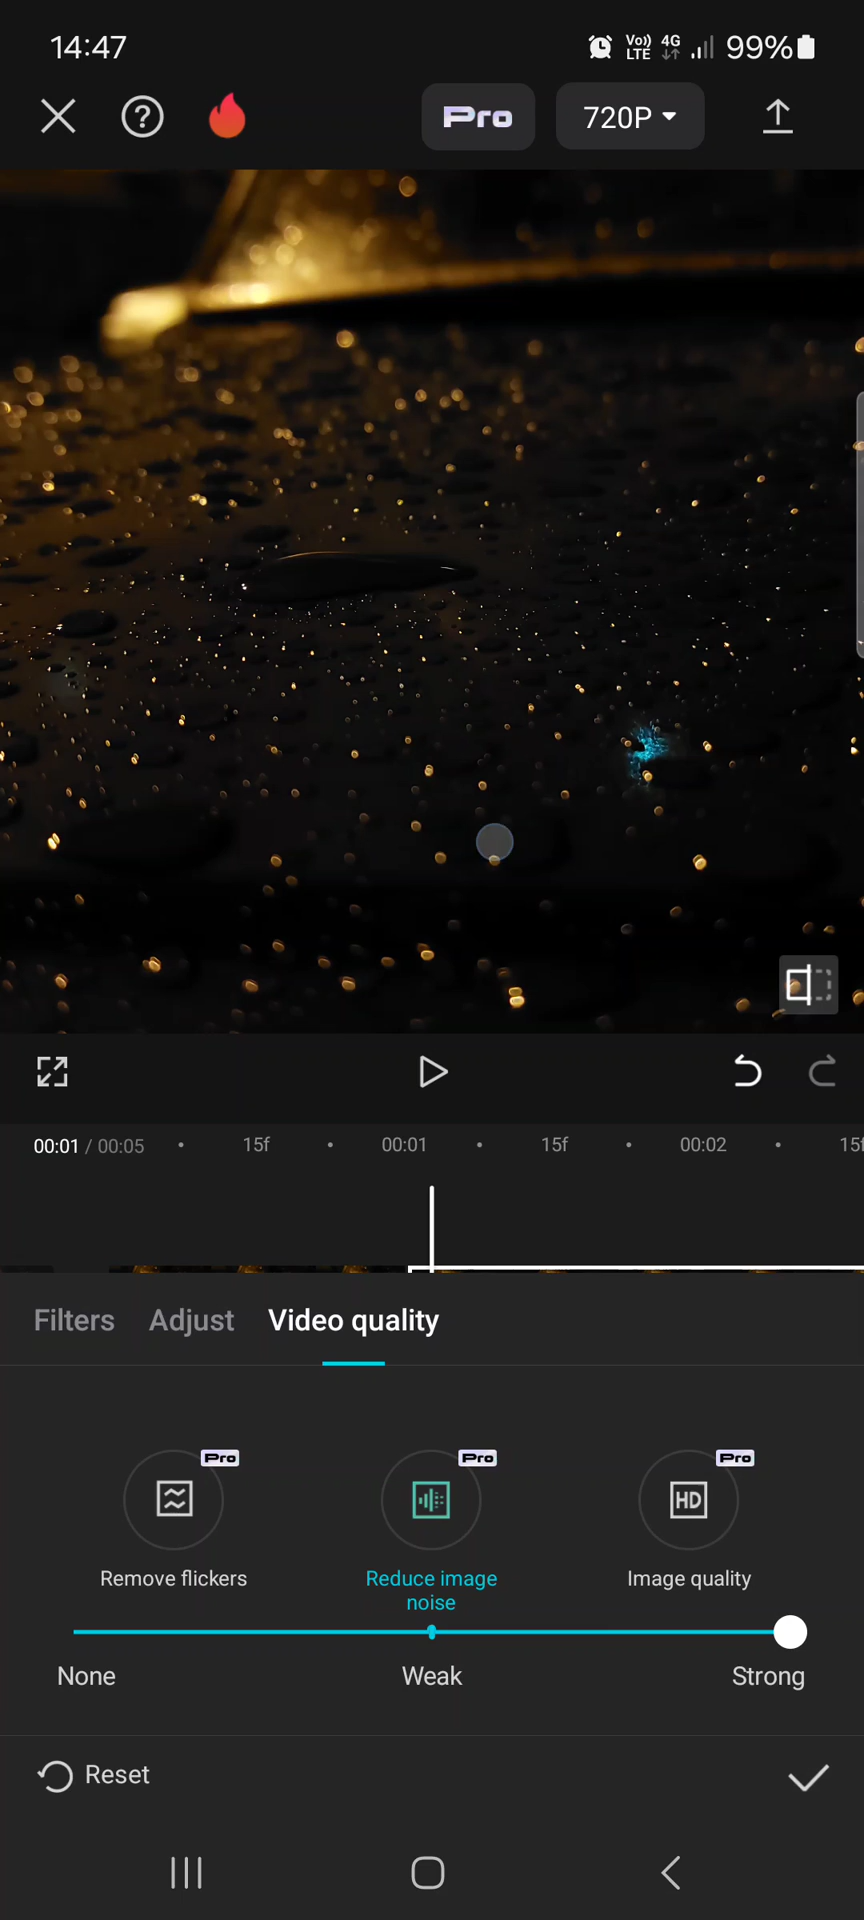 14:47
Vo)) LTE 4G 99%
Pro 720P
00:01 / 00:05 15f 00:01 15f 00:02 15f
Filters Adjust Video quality
Pro Pro Pro
HD
Remove flickers Reduce image noise Image quality
None Weak Strong
Reset